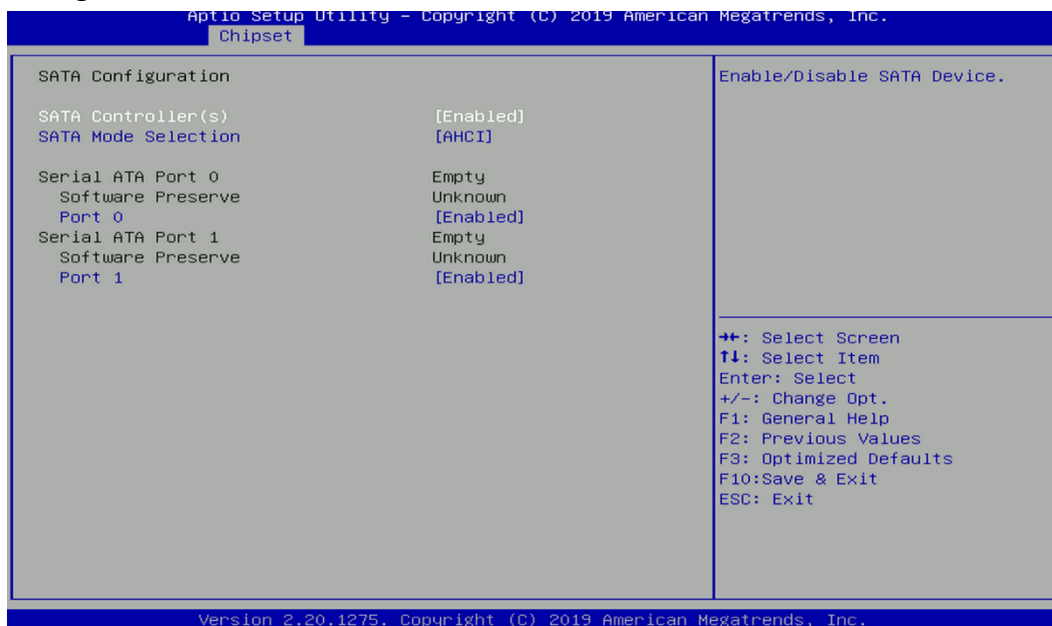 Aptio Setup Utility – Copyright (C) 2019 American Megatrends, Inc.
Chipset
SATA Configuration
SATA Controller(s) [Enabled]
SATA Mode Selection [AHCI]
Serial ATA Port 0 Empty
Software Preserve Unknown
Port 0 [Enabled]
Serial ATA Port 1 Empty
Software Preserve Unknown
Port 1 [Enabled]
Enable/Disable SATA Device.
→←: Select Screen
↑↓: Select Item
Enter: Select
+/-: Change Opt.
F1: General Help
F2: Previous Values
F3: Optimized Defaults
F10:Save & Exit
ESC: Exit
Version 2.20.1275. Copyright (C) 2019 American Megatrends, Inc.